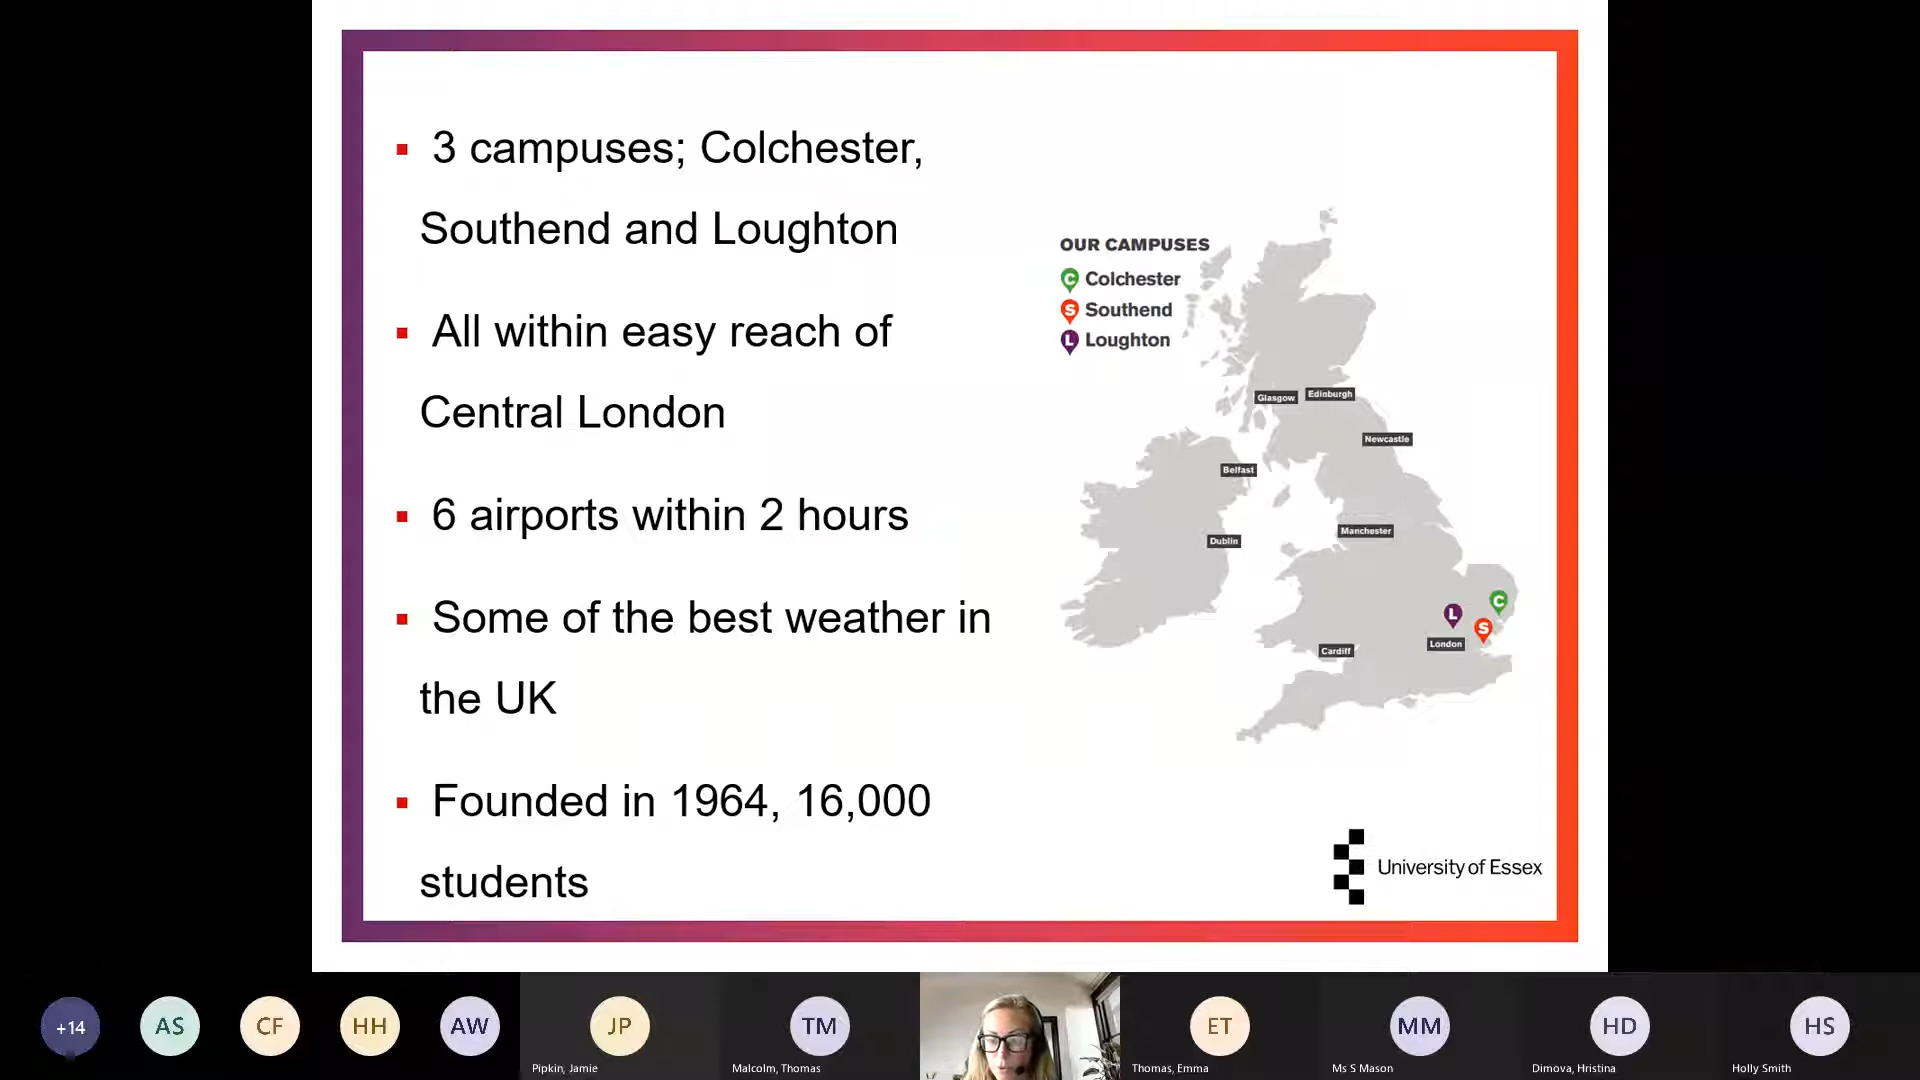 3 campuses; Colchester,
Southend and Loughton
All within easy reach of
Central London
6 airports within 2 hours
Some of the best weather in
the UK
Founded in 1964, 16,000
students
OUR CAMPUSES
C Colchester
S Southend
L Loughton
Glasgow
Edinburgh
Newcastle
Belfast
Manchester
Dublin
C
L
S
London
Cardiff
University of Essex
+14
AS
CF
HH
AW
JP
TM
ET
MM
HD
HS
Pipkin, Jamie
Malcolm, Thomas
Thomas, Emma
Ms S Mason
Dimova, Hristina
Holly Smith